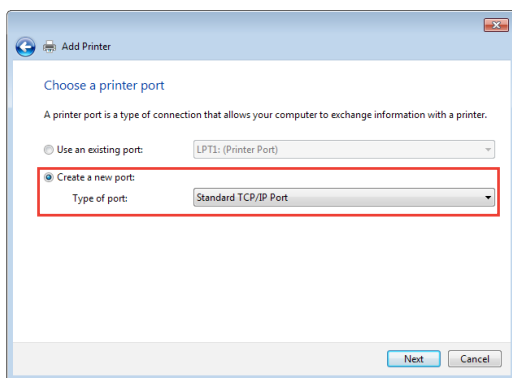 Add Printer
Choose a printer port
A printer port is a type of connection that allows your computer to exchange information with a printer.
Use an existing port: LPT1: (Printer Port)
Create a new port:
Type of port: Standard TCP/IP Port
Next Cancel